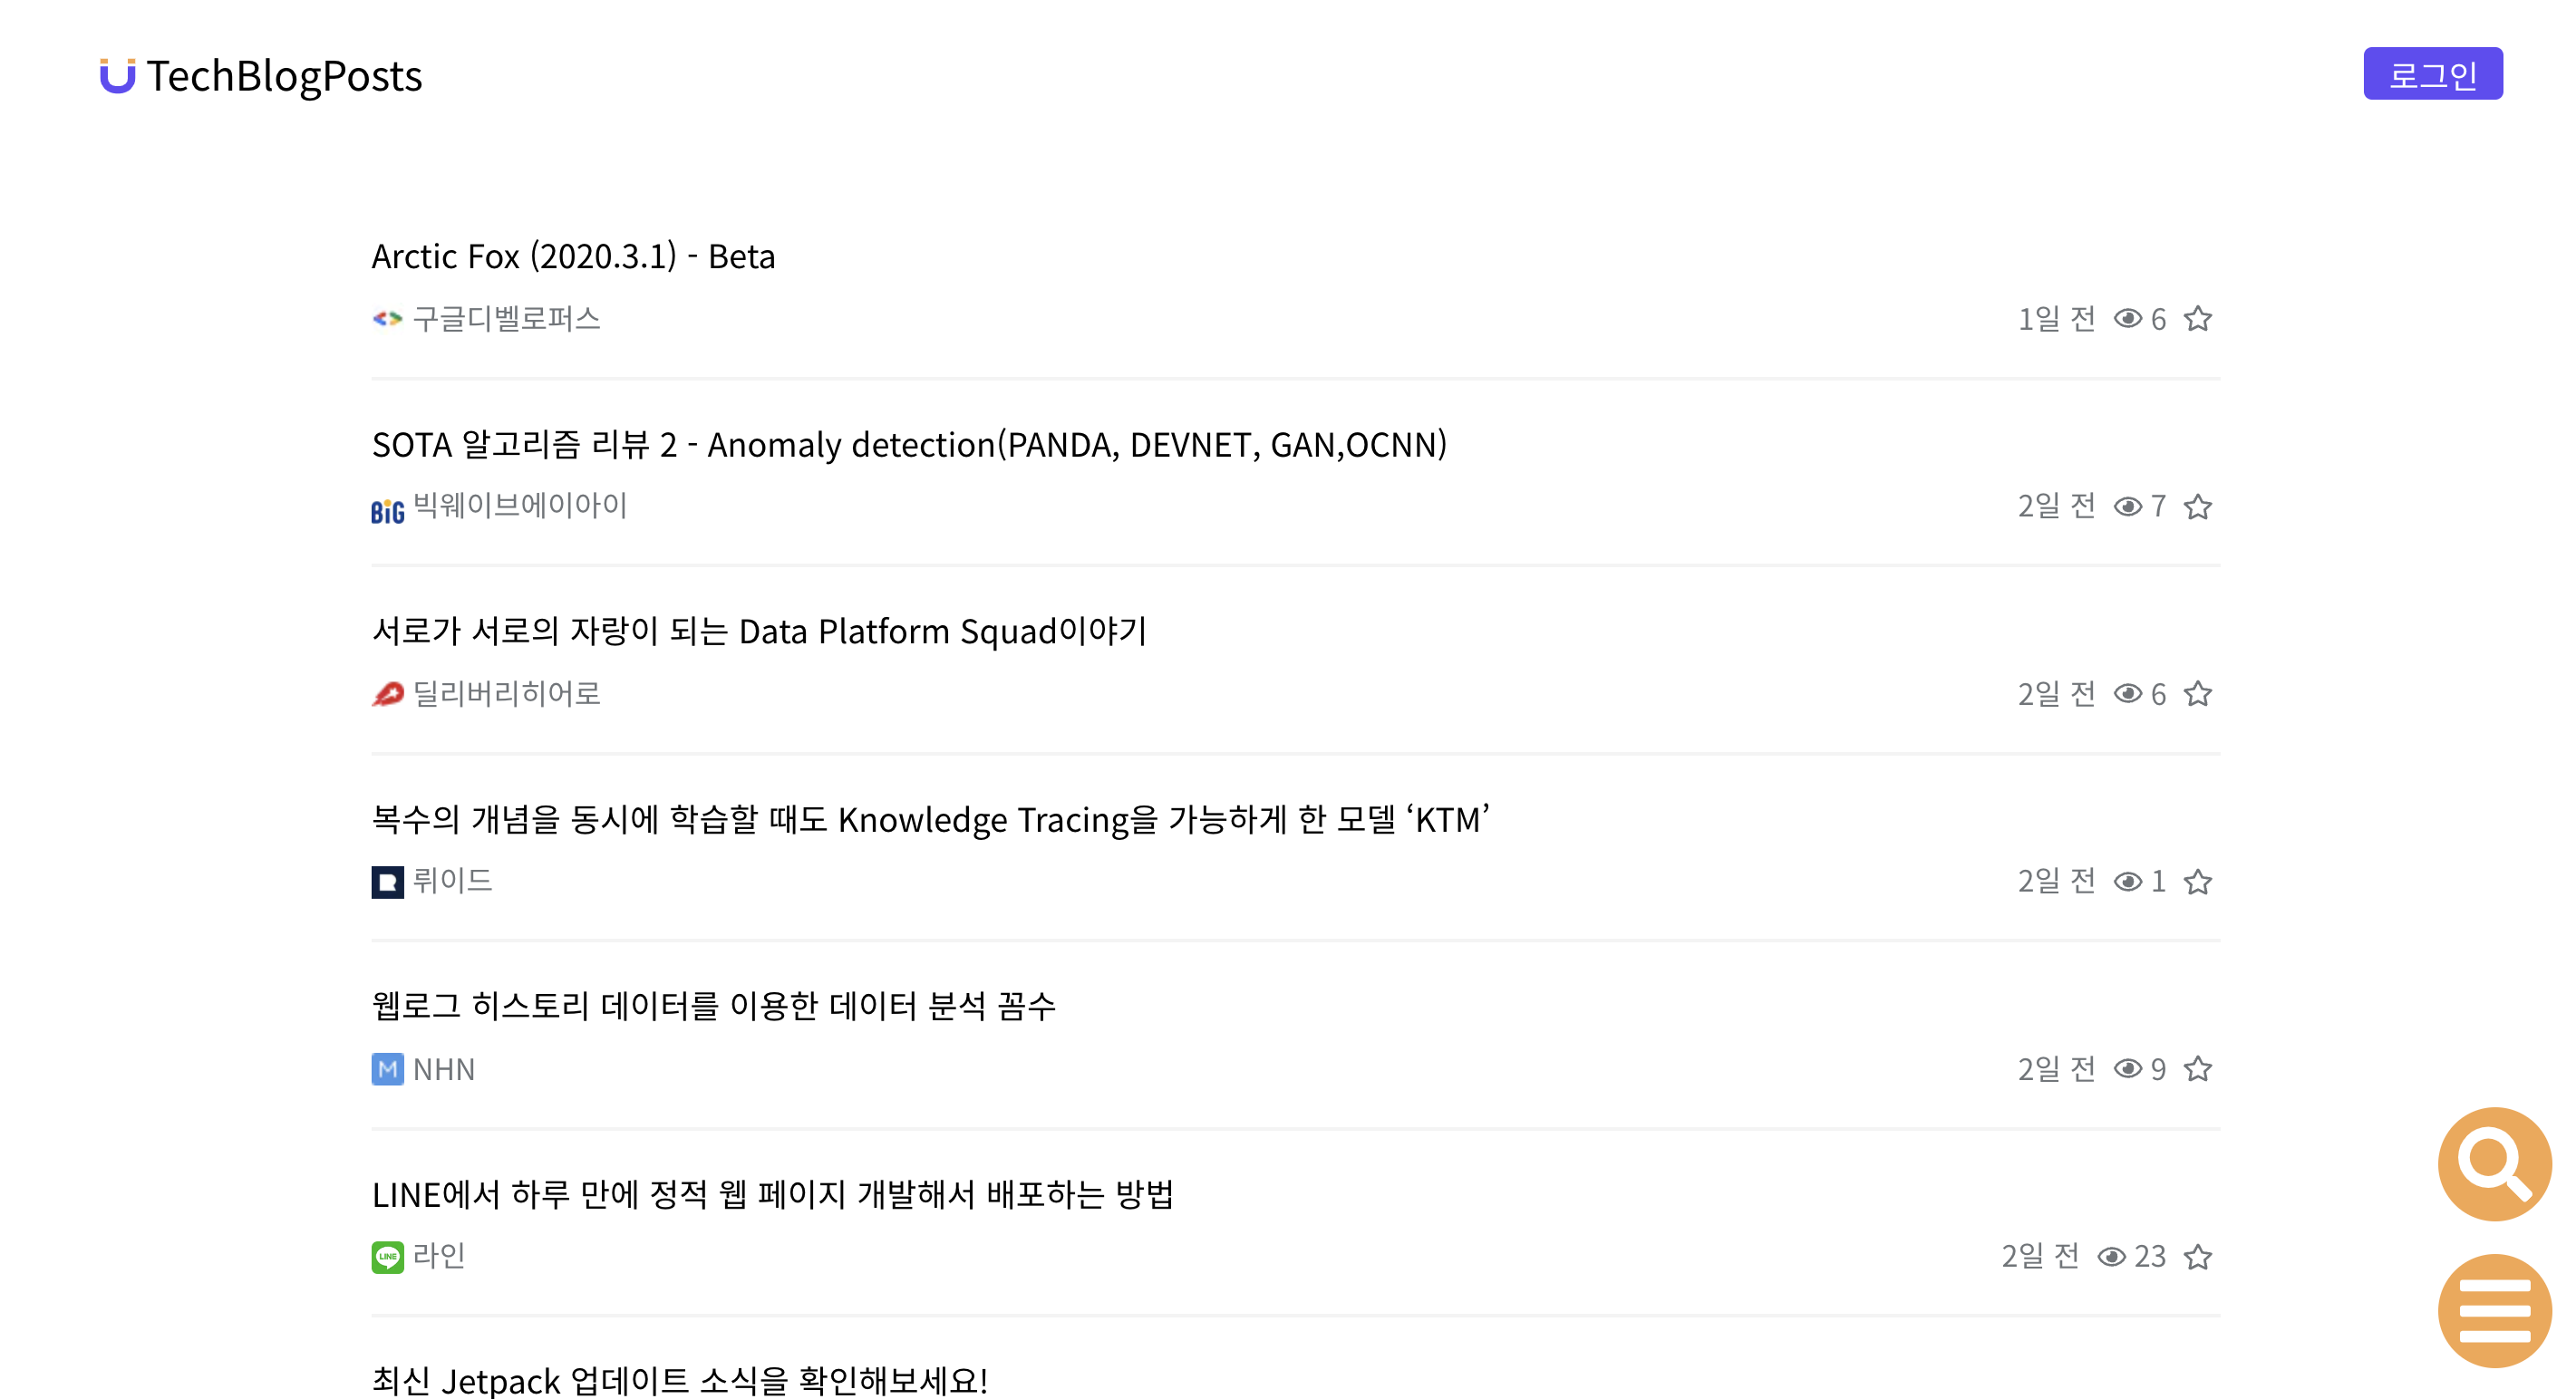 TechBlogPosts
로그인
Arctic Fox (2020.3.1) - Beta
구글디벨로퍼스
1일 전 6
SOTA 알고리즘 리뷰 2 - Anomaly detection(PANDA, DEVNET, GAN,OCNN)
BiG 빅웨이브에이아이
2일 전 7
서로가 서로의 자랑이 되는 Data Platform Squad이야기
딜리버리히어로
2일 전 6
복수의 개념을 동시에 학습할 때도 Knowledge Tracing을 가능하게 한 모델 ‘KTM’
R 뤼이드
2일 전 1
웹로그 히스토리 데이터를 이용한 데이터 분석 꼼수
M NHN
2일 전 9
LINE에서 하루 만에 정적 웹 페이지 개발해서 배포하는 방법
LINE 라인
2일 전 23
최신 Jetpack 업데이트 소식을 확인해보세요!